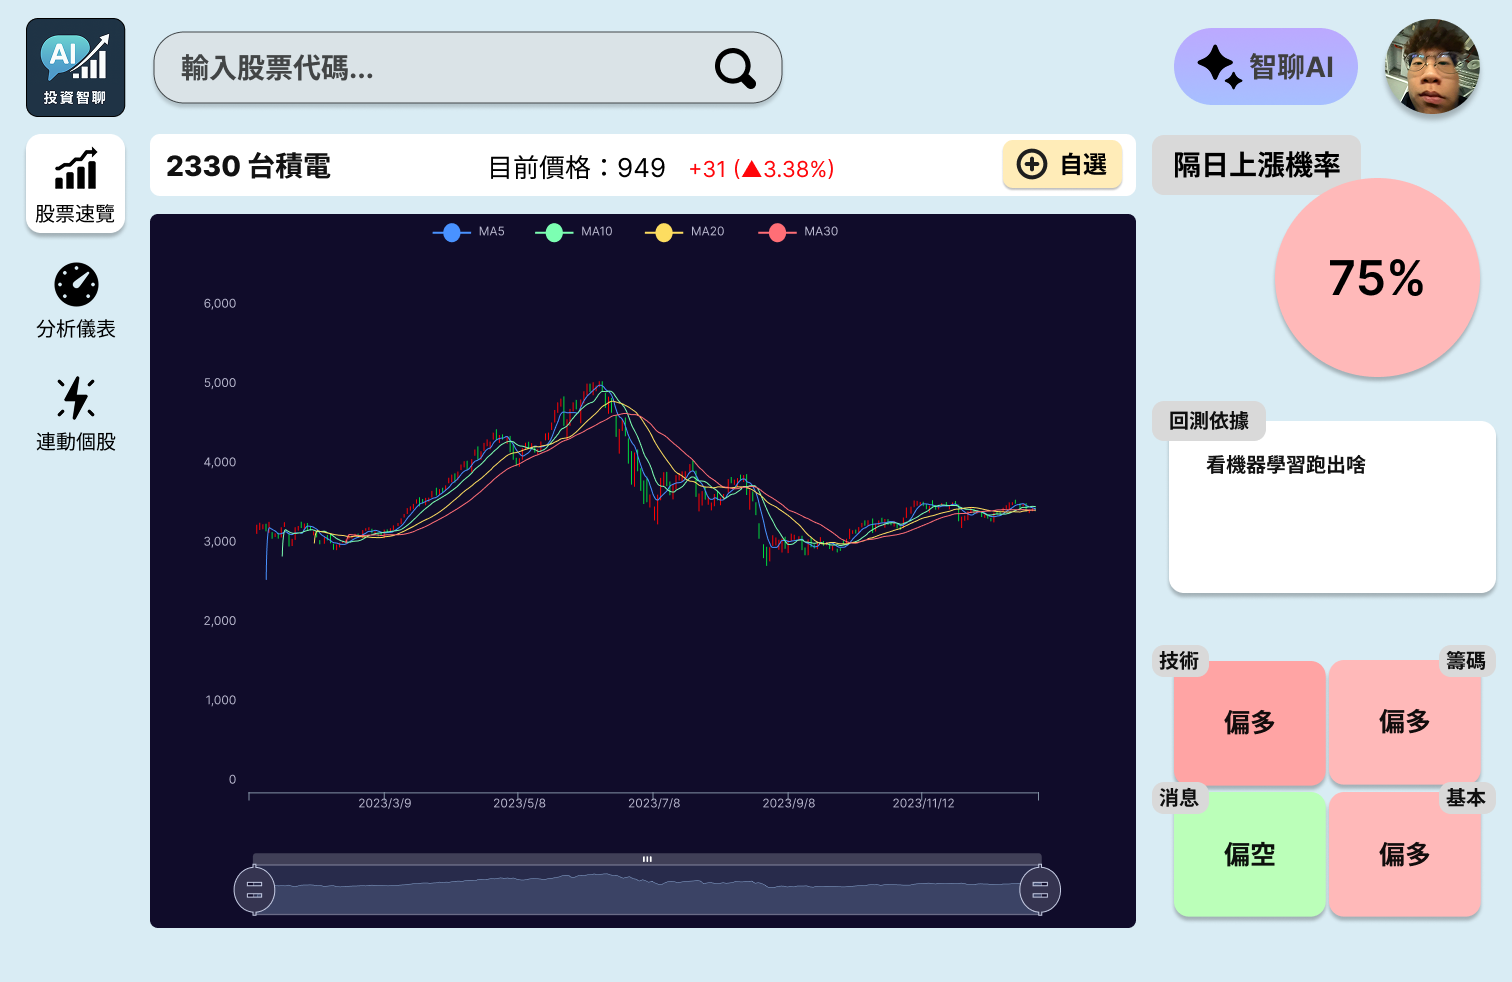 AI
投資智聊
輸入股票代碼...
智聊AI
股票速覽
分析儀表
連動個股
2330 台積電
目前價格：949
+31 (▲3.38%)
自選
MA5
MA10
MA20
MA30
6,000
5,000
4,000
3,000
2,000
1,000
0
2023/3/9
2023/5/8
2023/7/8
2023/9/8
2023/11/12
隔日上漲機率
75%
回測依據
看機器學習跑出啥
技術
偏多
籌碼
偏多
消息
偏空
基本
偏多